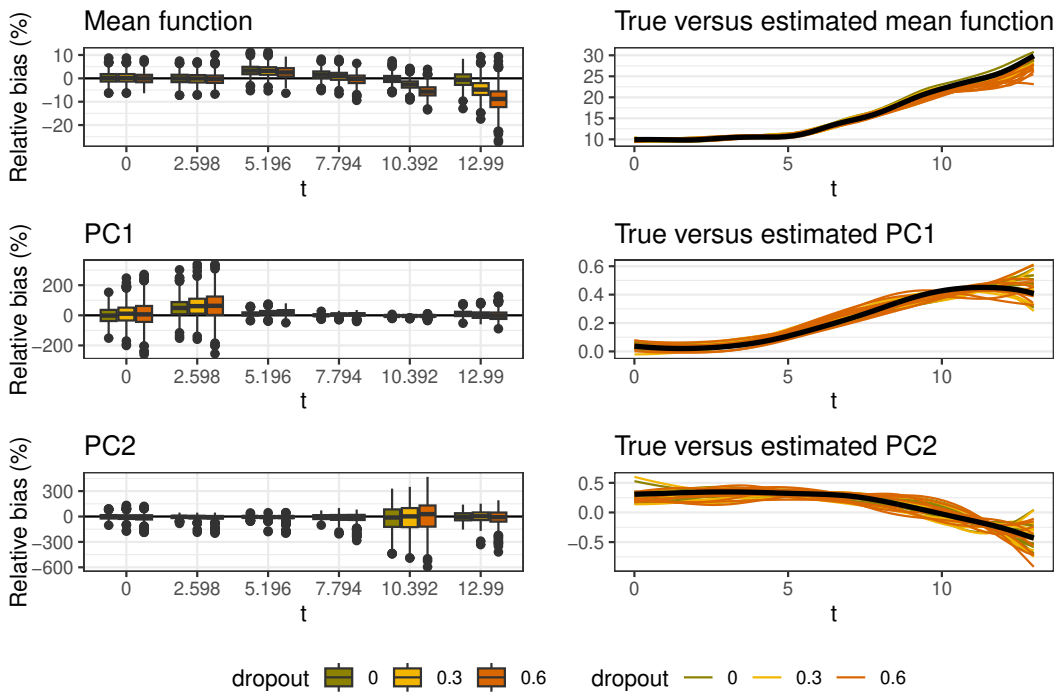 Mean function
Relative bias (%)
10
0
−10
−20
0 2.598 5.196 7.794 10.392 12.99
t
True versus estimated mean function
30
25
20
15
10
0 5 10
t
PC1
Relative bias (%)
200
0
−200
0 2.598 5.196 7.794 10.392 12.99
t
True versus estimated PC1
0.6
0.4
0.2
0.0
0 5 10
t
PC2
Relative bias (%)
300
0
−300
−600
0 2.598 5.196 7.794 10.392 12.99
t
True versus estimated PC2
0.5
0.0
−0.5
0 5 10
t
dropout 0 0.3 0.6
dropout 0 0.3 0.6